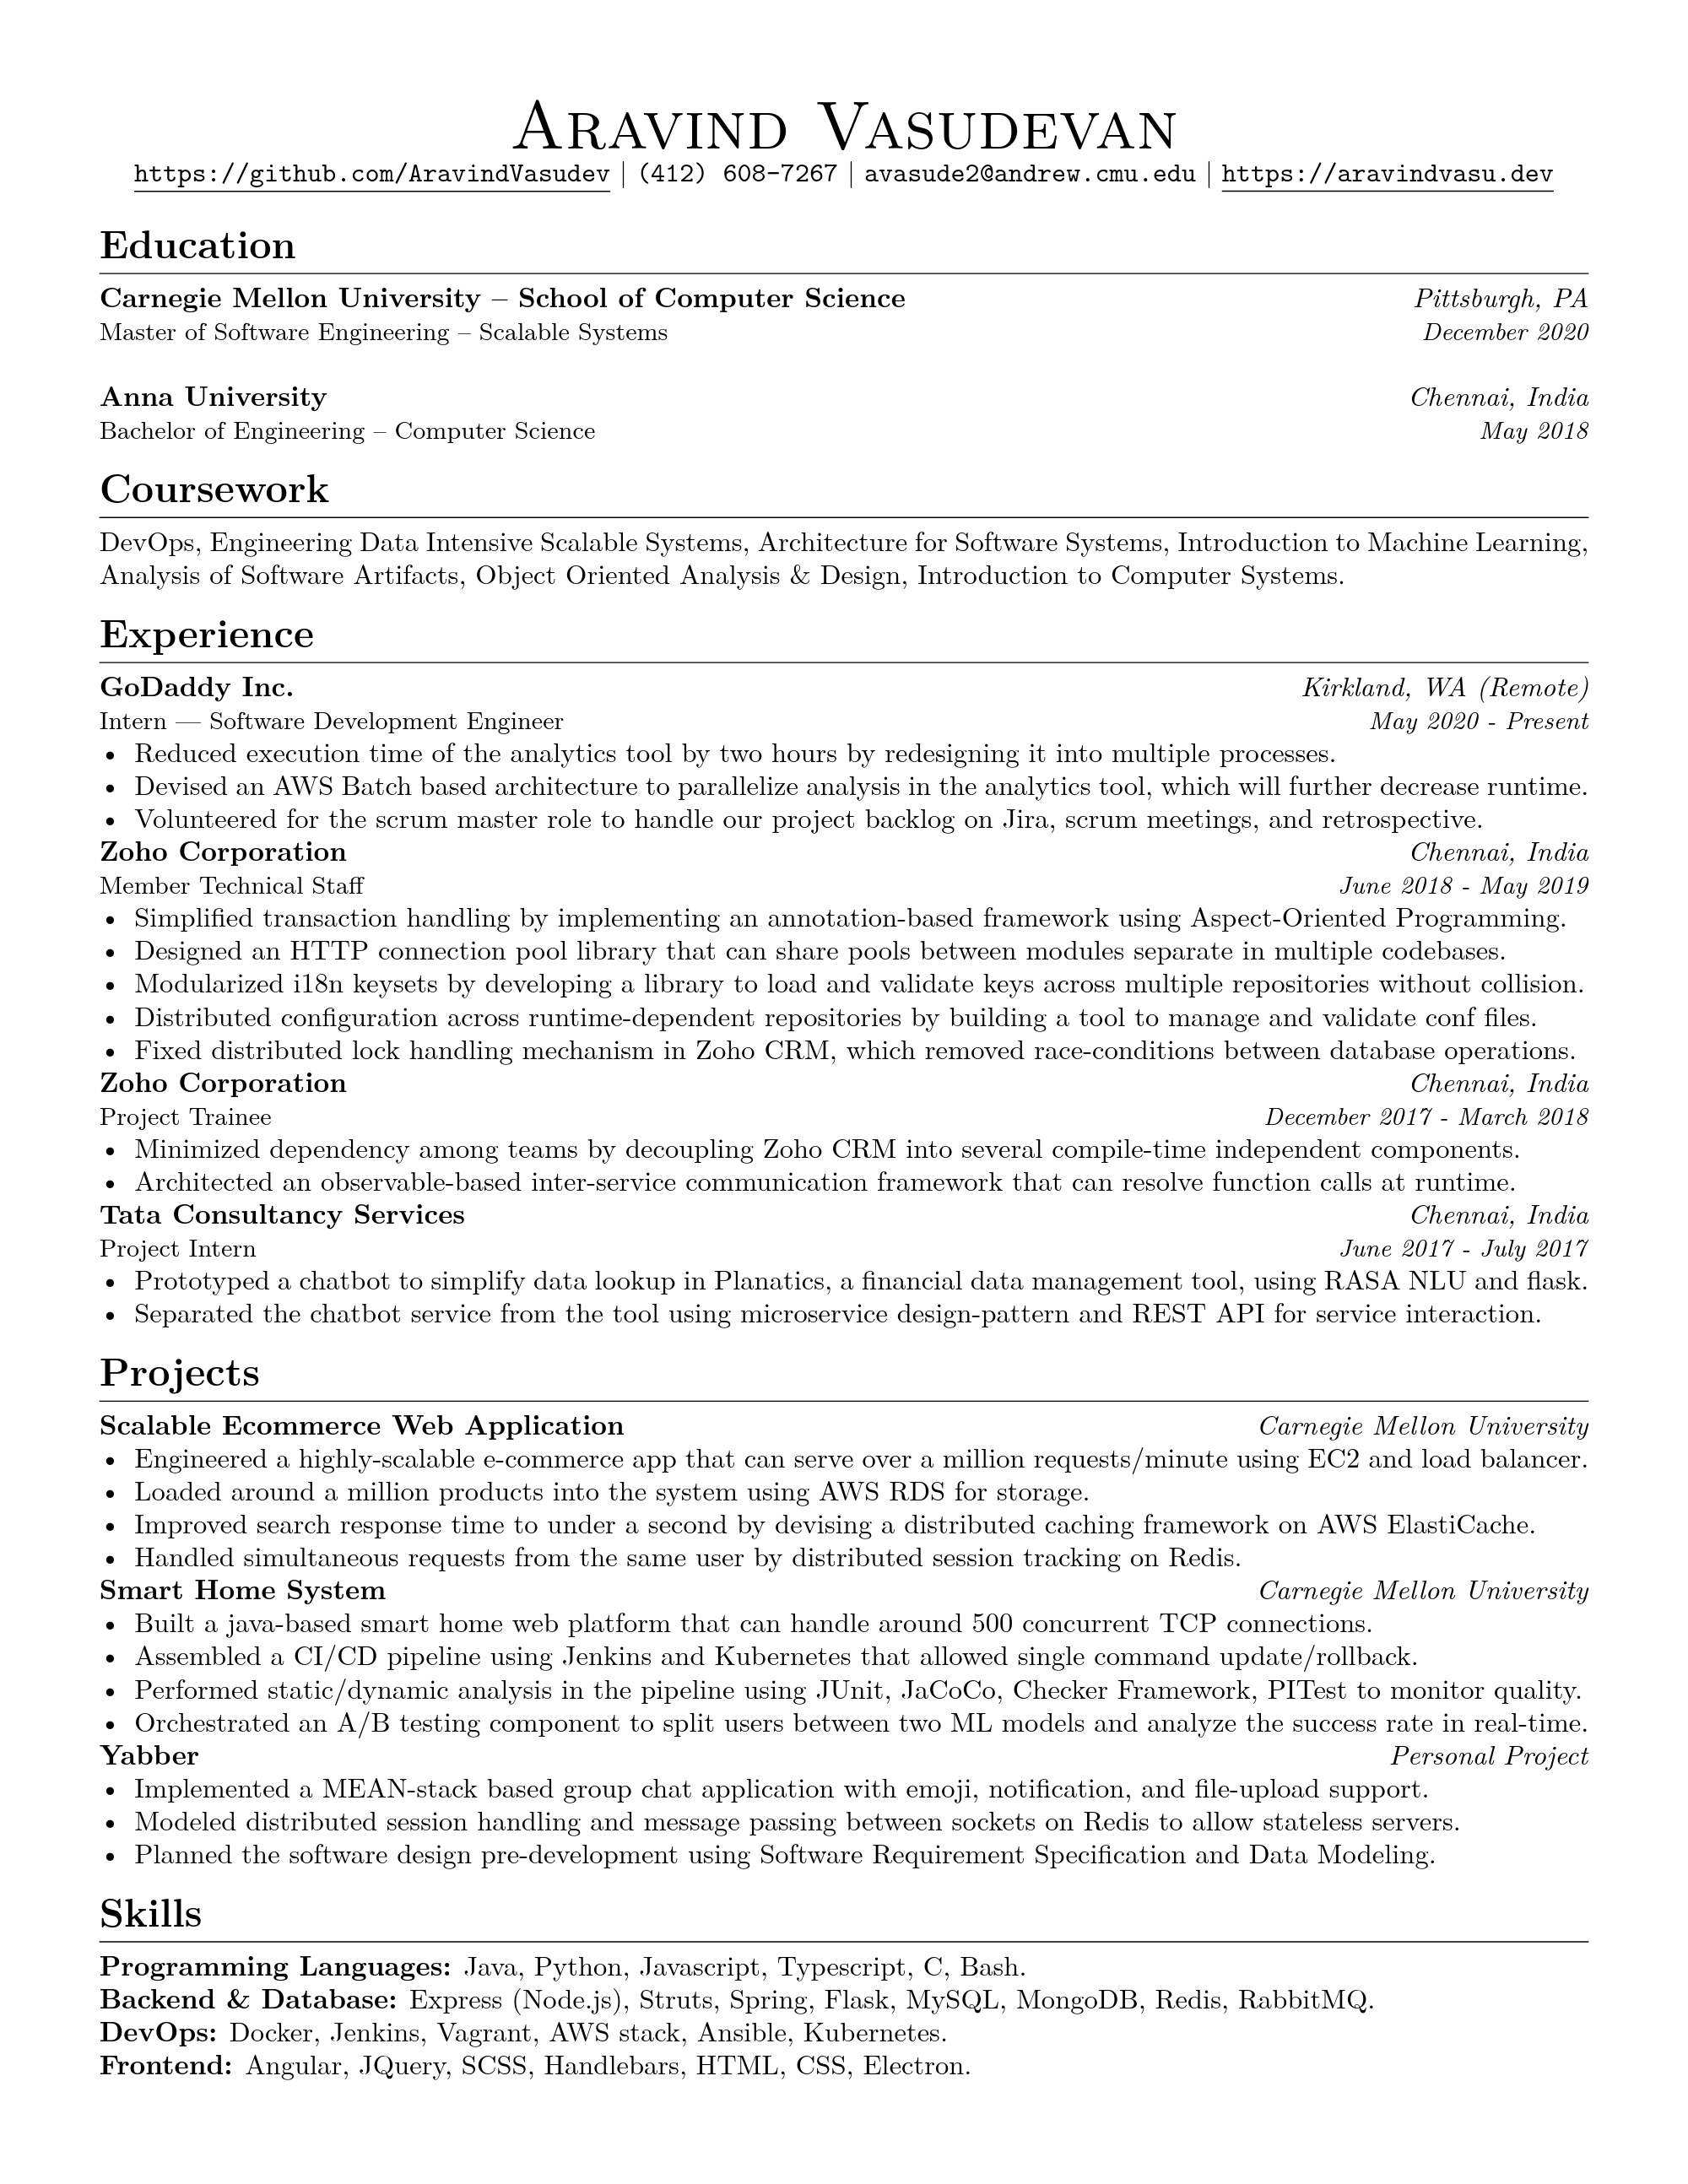 Aravind Vasudevan
https://github.com/AravindVasudev | (412) 608-7267 | avasude2@andrew.cmu.edu | https://aravindvasu.dev
Education
Carnegie Mellon University – School of Computer Science Pittsburgh, PA
Master of Software Engineering – Scalable Systems December 2020
Anna University Chennai, India
Bachelor of Engineering – Computer Science May 2018
Coursework
DevOps, Engineering Data Intensive Scalable Systems, Architecture for Software Systems, Introduction to Machine Learning,
Analysis of Software Artifacts, Object Oriented Analysis & Design, Introduction to Computer Systems.
Experience
GoDaddy Inc. Kirkland, WA (Remote)
Intern — Software Development Engineer May 2020 - Present
• Reduced execution time of the analytics tool by two hours by redesigning it into multiple processes.
• Devised an AWS Batch based architecture to parallelize analysis in the analytics tool, which will further decrease runtime.
• Volunteered for the scrum master role to handle our project backlog on Jira, scrum meetings, and retrospective.
Zoho Corporation Chennai, India
Member Technical Staff June 2018 - May 2019
• Simplified transaction handling by implementing an annotation-based framework using Aspect-Oriented Programming.
• Designed an HTTP connection pool library that can share pools between modules separate in multiple codebases.
• Modularized i18n keysets by developing a library to load and validate keys across multiple repositories without collision.
• Distributed configuration across runtime-dependent repositories by building a tool to manage and validate conf files.
• Fixed distributed lock handling mechanism in Zoho CRM, which removed race-conditions between database operations.
Zoho Corporation Chennai, India
Project Trainee December 2017 - March 2018
• Minimized dependency among teams by decoupling Zoho CRM into several compile-time independent components.
• Architected an observable-based inter-service communication framework that can resolve function calls at runtime.
Tata Consultancy Services Chennai, India
Project Intern June 2017 - July 2017
• Prototyped a chatbot to simplify data lookup in Planatics, a financial data management tool, using RASA NLU and flask.
• Separated the chatbot service from the tool using microservice design-pattern and REST API for service interaction.
Projects
Scalable Ecommerce Web Application Carnegie Mellon University
• Engineered a highly-scalable e-commerce app that can serve over a million requests/minute using EC2 and load balancer.
• Loaded around a million products into the system using AWS RDS for storage.
• Improved search response time to under a second by devising a distributed caching framework on AWS ElastiCache.
• Handled simultaneous requests from the same user by distributed session tracking on Redis.
Smart Home System Carnegie Mellon University
• Built a java-based smart home web platform that can handle around 500 concurrent TCP connections.
• Assembled a CI/CD pipeline using Jenkins and Kubernetes that allowed single command update/rollback.
• Performed static/dynamic analysis in the pipeline using JUnit, JaCoCo, Checker Framework, PITest to monitor quality.
• Orchestrated an A/B testing component to split users between two ML models and analyze the success rate in real-time.
Yabber Personal Project
• Implemented a MEAN-stack based group chat application with emoji, notification, and file-upload support.
• Modeled distributed session handling and message passing between sockets on Redis to allow stateless servers.
• Planned the software design pre-development using Software Requirement Specification and Data Modeling.
Skills
Programming Languages: Java, Python, Javascript, Typescript, C, Bash.
Backend & Database: Express (Node.js), Struts, Spring, Flask, MySQL, MongoDB, Redis, RabbitMQ.
DevOps: Docker, Jenkins, Vagrant, AWS stack, Ansible, Kubernetes.
Frontend: Angular, JQuery, SCSS, Handlebars, HTML, CSS, Electron.